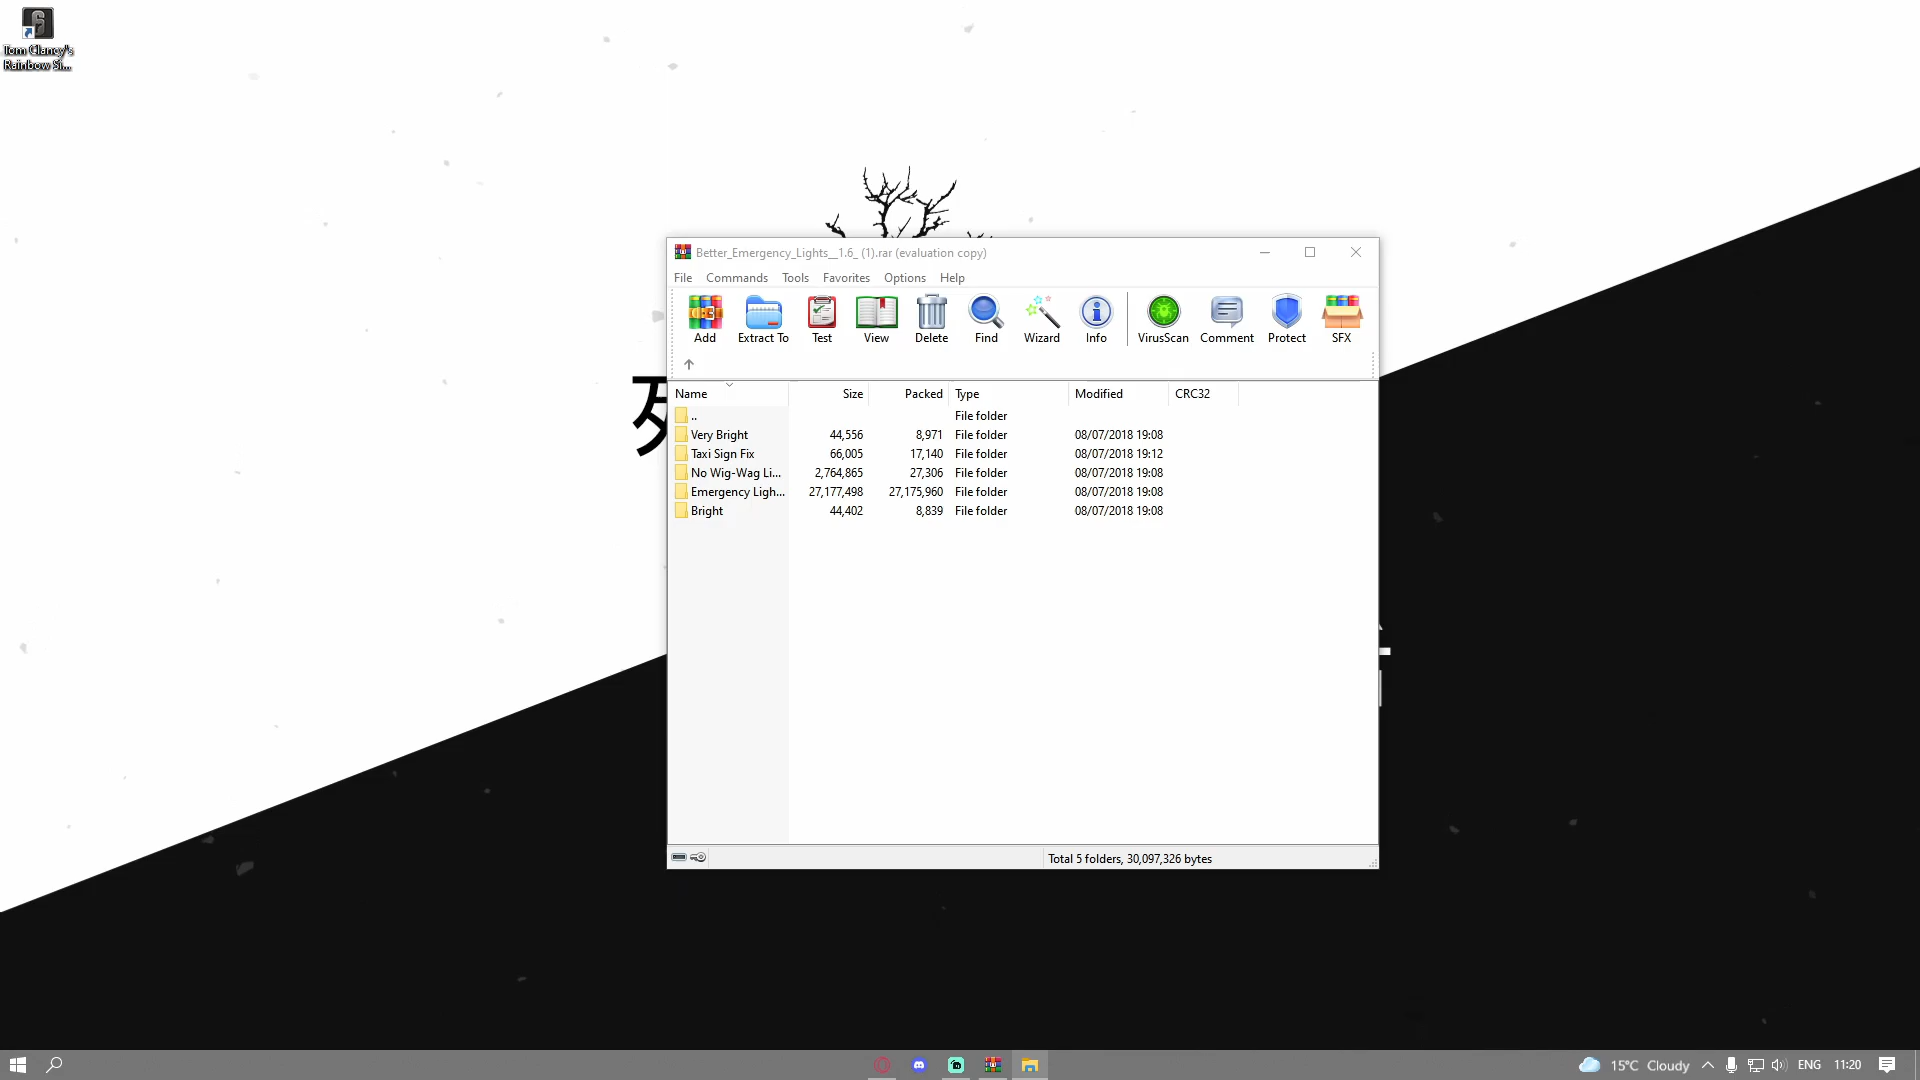 Tom Clancy's
Rainbow Si...
Better_Emergency_Lights__1.6_ (1).rar (evaluation copy)
File Commands Tools Favorites Options Help
Add Extract To Test View Delete Find Wizard Info VirusScan Comment Protect SFX
Name Size Packed Type Modified CRC32
.. File folder
Very Bright 44,556 8,971 File folder 08/07/2018 19:08
Taxi Sign Fix 66,005 17,140 File folder 08/07/2018 19:12
No Wig-Wag Li... 2,764,865 27,306 File folder 08/07/2018 19:08
Emergency Ligh... 27,177,498 27,175,960 File folder 08/07/2018 19:08
Bright 44,402 8,839 File folder 08/07/2018 19:08
Total 5 folders, 30,097,326 bytes
15°C Cloudy ENG 11:20